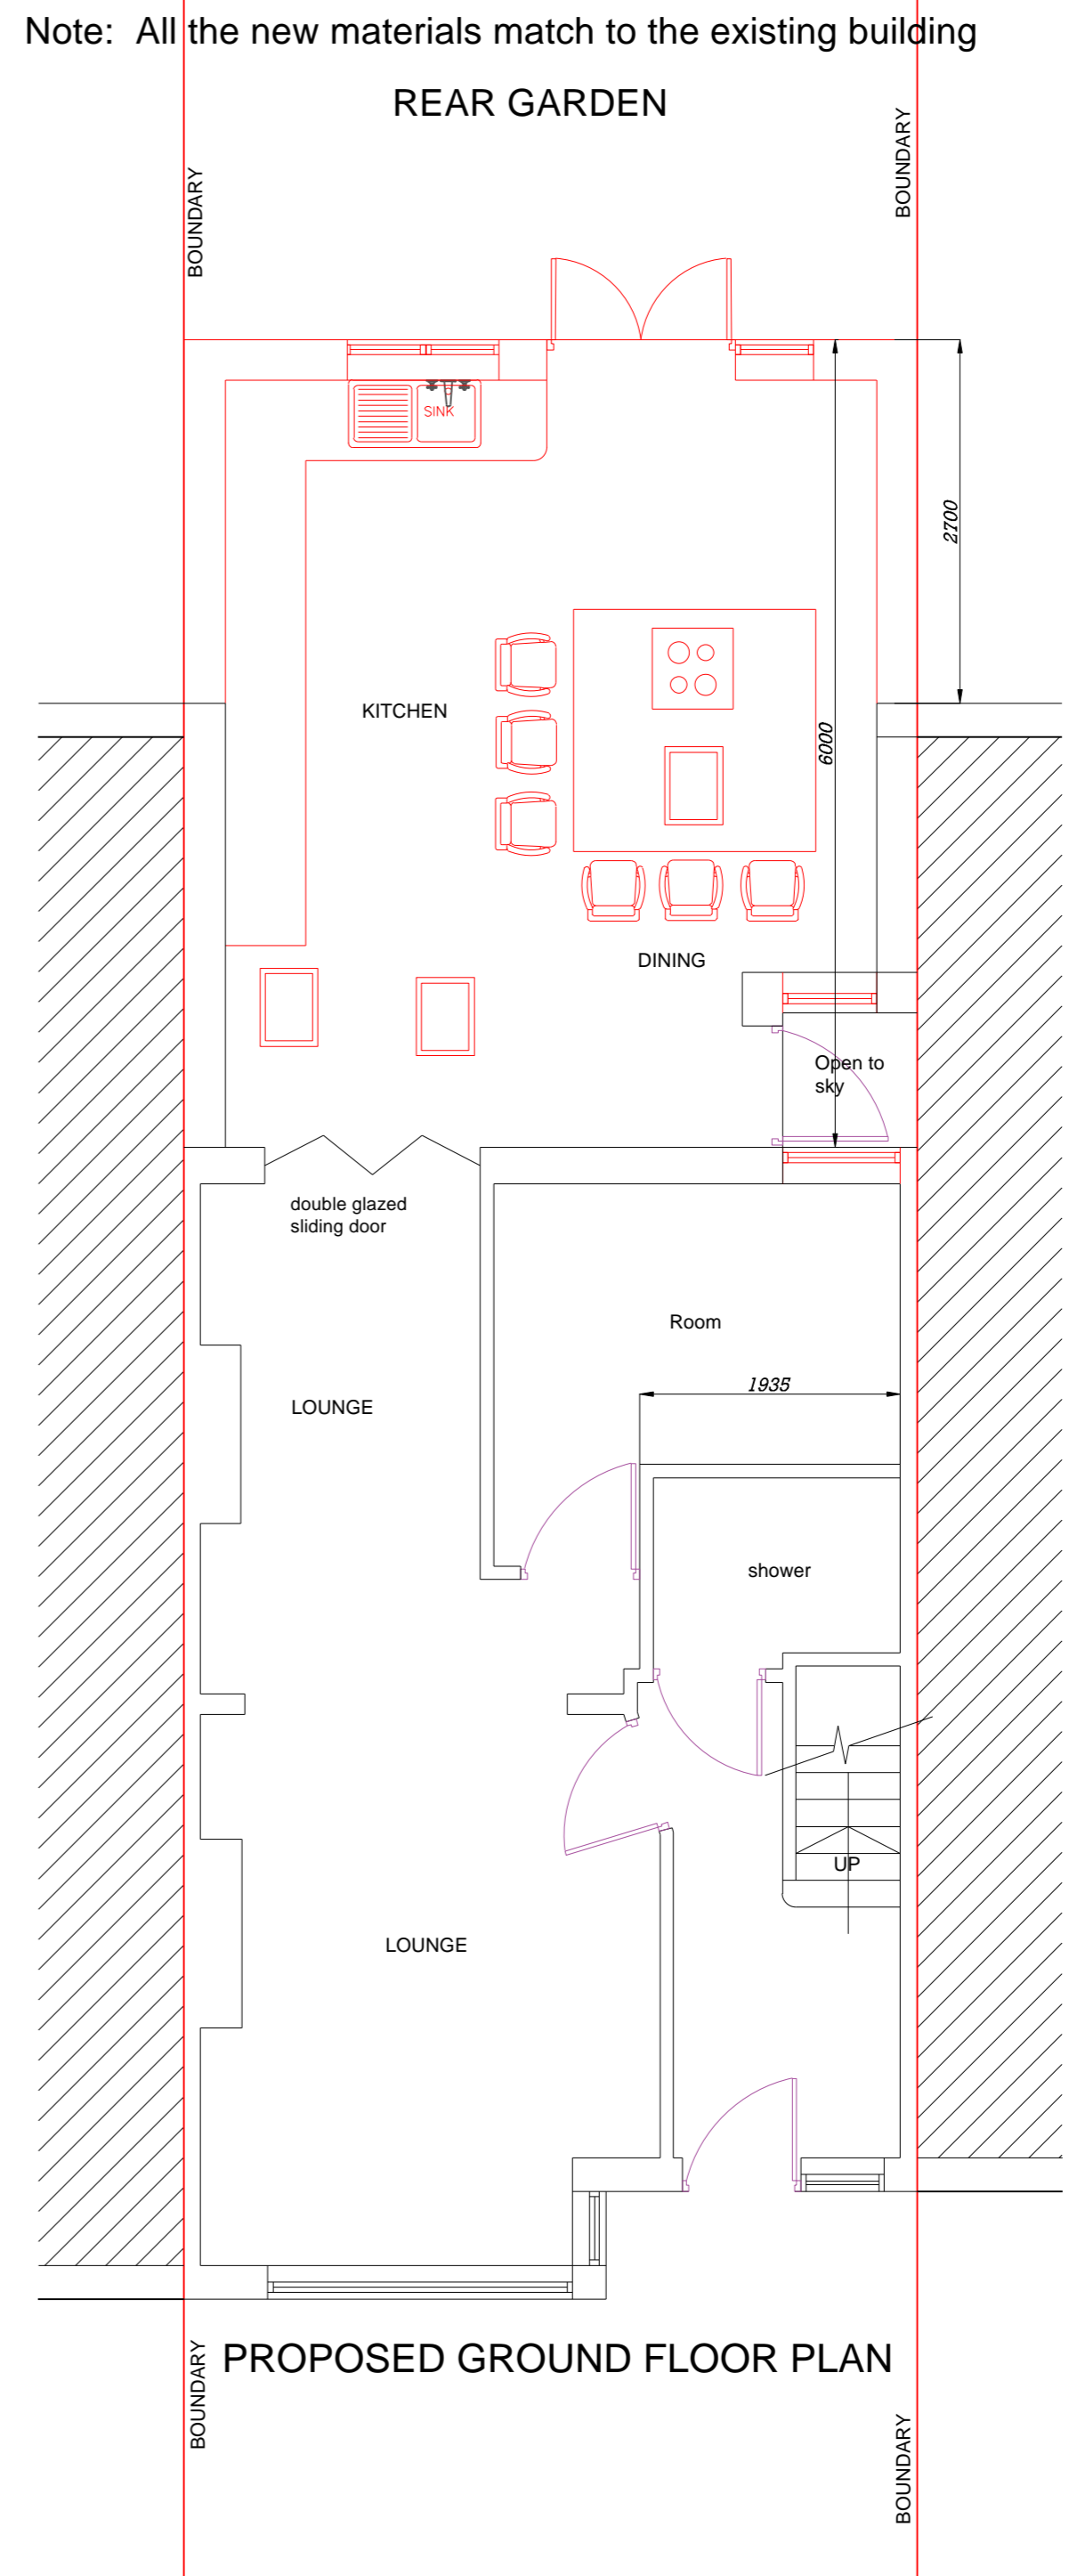 Note: All the new materials match to the existing building
REAR GARDEN
BOUNDARY
BOUNDARY
SINK
2700
KITCHEN
6000
DINING
Open to
sky
double glazed
sliding door
Room
1935
LOUNGE
shower
UP
LOUNGE
PROPOSED GROUND FLOOR PLAN
BOUNDARY
BOUNDARY